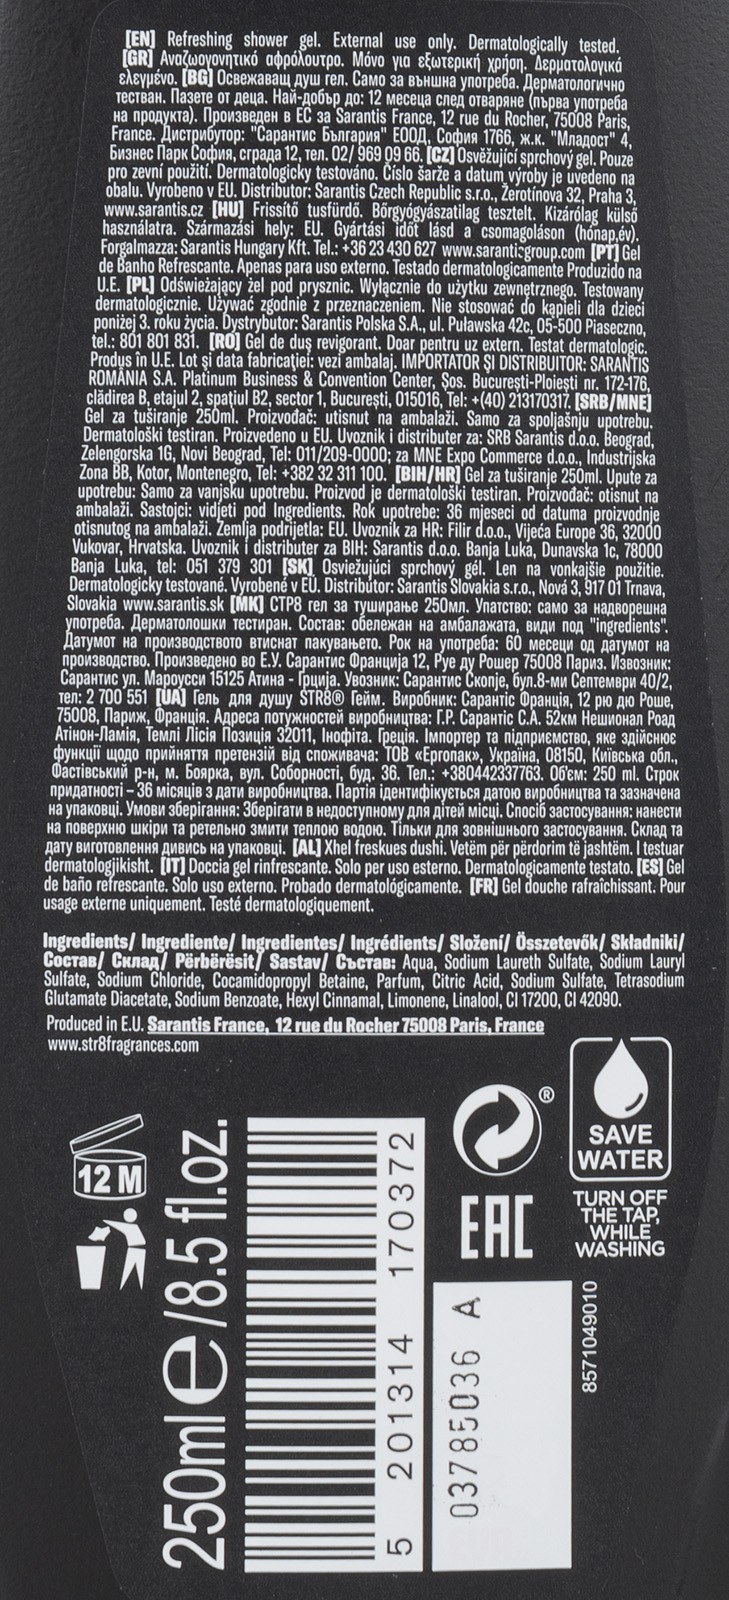 [EN] Refreshing shower gel. External use only. Dermatologically tested.
[GR] Αναζωογονητικό αφρόλουτρο. Μόνο για εξωτερική χρήση. Δερματολογικά
ελεγμένο. [BG] Освежаващ душ гел. Само за външна употреба. Дерматологично
тестван. Пазете от деца. Най-добър до: 12 месеца след отваряне (първа употреба
на продукта). Произведен в ЕС за Sarantis France, 12 rue du Rocher, 75008 Paris,
France. Дистрибутор: "Сарантис България" ЕООД, София 1766, ж.к. "Младост" 4,
Бизнес Парк София, сграда 12, тел. 02/ 969 09 66. [CZ] Osvěžující sprchový gel. Pouze
pro zevní použití. Dermatologicky testováno. Číslo šarže a datum výroby je uvedeno na
obalu. Vyrobeno v EU. Distributor: Sarantis Czech Republic s.r.o., Žerotínova 32, Praha 3,
www.sarantis.cz [HU] Frissítő tusfürdő. Bőrgyógyászatilag tesztelt. Kizárólag külső
használatra. Származási hely: EU. Gyártási időt lásd a csomagoláson (hónap,év).
Forgalmazza: Sarantis Hungary Kft. Tel.: +36 23 430 627 www.sarantisgroup.com [PT] Gel
de Banho Refrescante. Apenas para uso externo. Testado dermatologicamente Produzido na
U.E. [PL] Odświeżający żel pod prysznic. Wyłącznie do użytku zewnętrznego. Testowany
dermatologicznie. Używać zgodnie z przeznaczeniem. Nie stosować do kąpieli dla dzieci
poniżej 3. roku życia. Dystrybutor: Sarantis Polska S.A., ul. Puławska 42c, 05-500 Piaseczno,
tel.: 801 801 831. [RO] Gel de duș revigorant. Doar pentru uz extern. Testat dermatologic.
Produs în U.E. Lot și data fabricației: vezi ambalaj. IMPORTATOR ȘI DISTRIBUITOR: SARANTIS
ROMÂNIA S.A. Platinum Business & Convention Center, Șos. București-Ploiești nr. 172-176,
clădirea B, etajul 2, spațiul B2, sector 1, București, 015016, Tel: +(40) 213170317. [SRB/MNE]
Gel za tuširanje 250ml. Proizvođač: utisnut na ambalaži. Samo za spoljašnju upotrebu.
Dermatološki testiran. Proizvedeno u EU. Uvoznik i distributer za: SRB Sarantis d.o.o. Beograd,
Zelengorska 1G, Novi Beograd, Tel: 011/209-0000; za MNE Expo Commerce d.o.o., Industrijska
Zona BB, Kotor, Montenegro, Tel: +382 32 311 100. [BIH/HR] Gel za tuširanje 250ml. Upute za
upotrebu: Samo za vanjsku upotrebu. Proizvod je dermatološki testiran. Proizvođač: otisnut na
ambalaži. Sastojci: vidjeti pod Ingredients. Rok upotrebe: 36 mjeseci od datuma proizvodnje
otisnutog na ambalaži. Zemlja podrijetla: EU. Uvoznik za HR: Filir d.o.o., Vijeća Europe 36, 32000
Vukovar, Hrvatska. Uvoznik i distributer za BIH: Sarantis d.o.o. Banja Luka, Dunavska 1c, 78000
Banja Luka, tel: 051 379 301 [SK] Osviežujúci sprchový gél. Len na vonkajšie použitie.
Dermatologicky testované. Vyrobené v EÚ. Distributor: Sarantis Slovakia s.r.o., Nová 3, 917 01 Trnava,
Slovakia www.sarantis.sk [MK] СТР8 гел за туширање 250мл. Упатство: само за надворешна
употреба. Дерматолошки тестиран. Состав: обележан на амбалажата, види под "ingredients".
Датумот на производството втиснат пакувањето. Рок на употреба: 60 месеци од датумот на
производство. Произведено во Е.У. Сарантис Франција 12, Руе ду Рошер 75008 Париз. Извозник:
Сарантис ул. Мароусси 15125 Атина - Грција. Увозник: Сарантис Скопје, бул.8-ми Септември 40/2,
тел: 2 700 551 [UA] Гель для душу STR8® Гейм. Виробник: Сарантіс Франція, 12 рю дю Роше,
75008, Париж, Франція. Адреса потужностей виробництва: Г.Р. Сарантіс С.А. 52км Нешионал Роад
Атінон-Ламія, Темлі Лісія Позиція 32011, Інофіта. Греція. Імпортер та підприємство, яке здійснює
функції щодо прийняття претензій від споживача: ТОВ «Ергопак», Україна, 08150, Київська обл.,
Фастівський р-н, м. Боярка, вул. Соборності, буд. 36. Тел.: +380442337763. Об'єм: 250 ml. Строк
придатності – 36 місяців з дати виробництва. Партія ідентифікується датою виробництва та зазначена
на упаковці. Умови зберігання: Зберігати в недоступному для дітей місці. Спосіб застосування: нанести
на поверхню шкіри та ретельно змити теплою водою. Тільки для зовнішнього застосування. Склад та
дату виготовлення дивись на упаковці. [AL] Xhel freskues dushi. Vetëm për përdorim të jashtëm. I testuar
dermatologjikisht. [IT] Doccia gel rinfrescante. Solo per uso esterno. Dermatologicamente testato. [ES] Gel
de baño refrescante. Solo uso externo. Probado dermatológicamente. [FR] Gel douche rafraîchissant. Pour
usage externe uniquement. Testé dermatologiquement.
Ingredients/ Ingrediente/ Ingredientes/ Ingrédients/ Složení/ Összetevők/ Składniki/
Состав/ Склад/ Përbërësit/ Sastav/ Състав: Aqua, Sodium Laureth Sulfate, Sodium Lauryl
Sulfate, Sodium Chloride, Cocamidopropyl Betaine, Parfum, Citric Acid, Sodium Sulfate, Tetrasodium
Glutamate Diacetate, Sodium Benzoate, Hexyl Cinnamal, Limonene, Linalool, CI 17200, CI 42090.
Produced in E.U. Sarantis France, 12 rue du Rocher 75008 Paris, France
www.str8fragrances.com
12 M
250ml e /8.5 fl.oz.
5 201314 170372
®
EAC
03785036 A
SAVE
WATER
TURN OFF
THE TAP,
WHILE
WASHING
8571049010